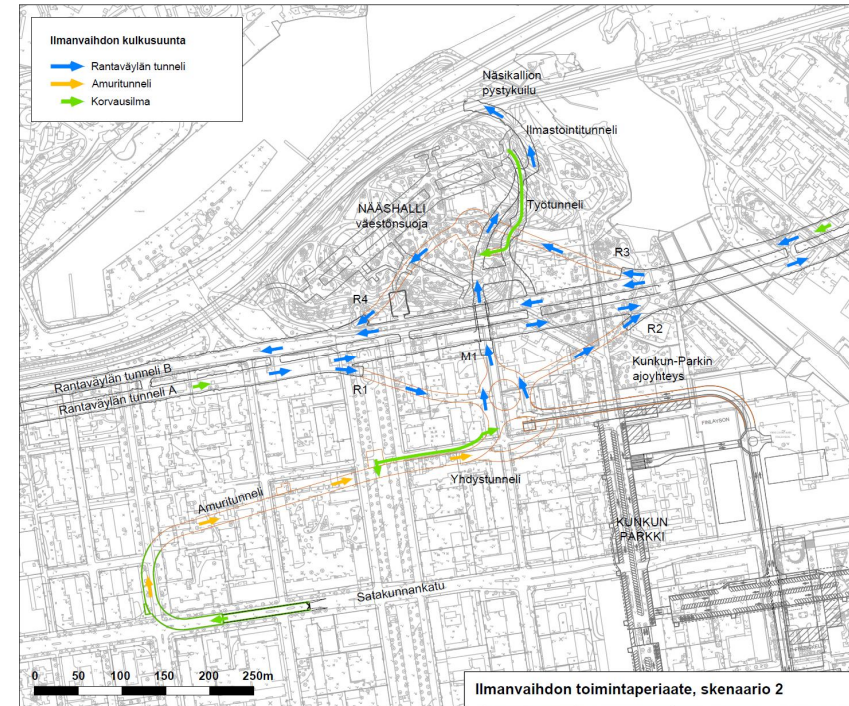 Ilmanvaihdon kulkusuunta
Rantaväylän tunneli
Amuritunneli
Korvausilma
Näsikallion
pystykuilu
Ilmastointitunneli
Työtunneli
NÄÄSHALLI
väestönsuoja
R3
R4
R2
M1
Kunkun-Parkin
ajoyhteys
Rantaväylän tunneli B
Rantaväylän tunneli A
R1
FINLAYSON
Yhdystunneli
Amuritunneli
KUNKUN
PARKKI
Satakunnankatu
0 50 100 150 200 250m
Ilmanvaihdon toimintaperiaate, skenaario 2